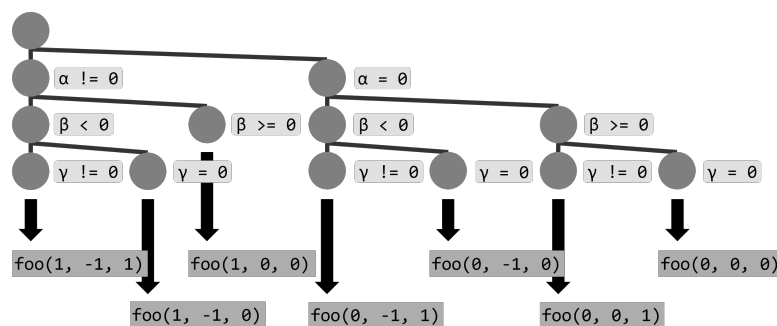 α != 0
α = 0
β < 0
β >= 0
β < 0
β >= 0
γ != 0
γ = 0
γ != 0
γ = 0
γ != 0
γ = 0
foo(1, -1, 1)
foo(1, 0, 0)
foo(0, -1, 0)
foo(0, 0, 0)
foo(1, -1, 0)
foo(0, -1, 1)
foo(0, 0, 1)